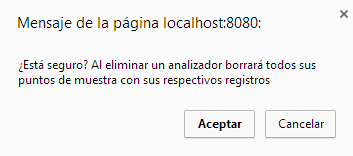 Mensaje de la página localhost:8080:
¿Está seguro? Al eliminar un analizador borrará todos sus
puntos de muestra con sus respectivos registros
Aceptar
Cancelar